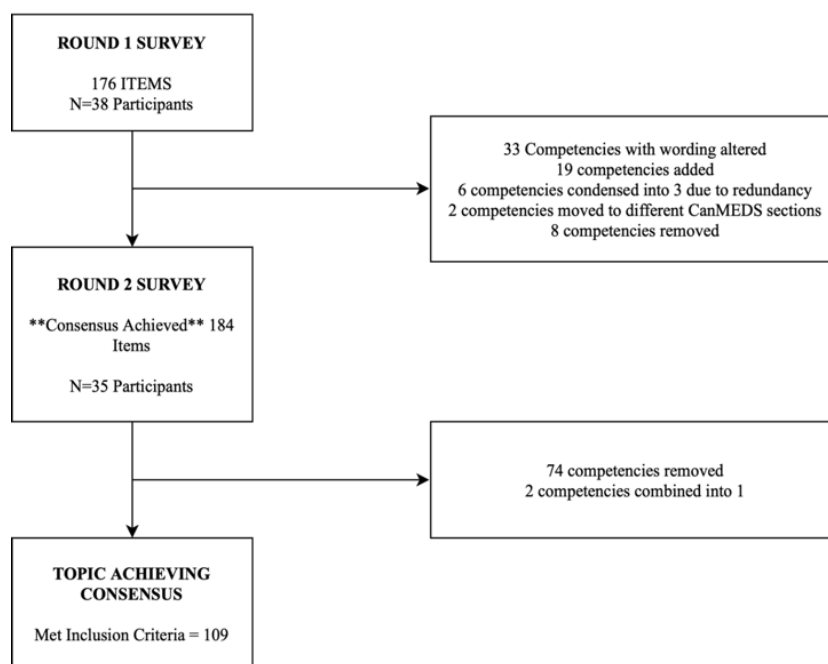 ROUND 1 SURVEY
176 ITEMS
N=38 Participants
33 Competencies with wording altered
19 competencies added
6 competencies condensed into 3 due to redundancy
2 competencies moved to different CanMEDS sections
8 competencies removed
ROUND 2 SURVEY
**Consensus Achieved** 184
Items
N=35 Participants
74 competencies removed
2 competencies combined into 1
TOPIC ACHIEVING
CONSENSUS
Met Inclusion Criteria = 109